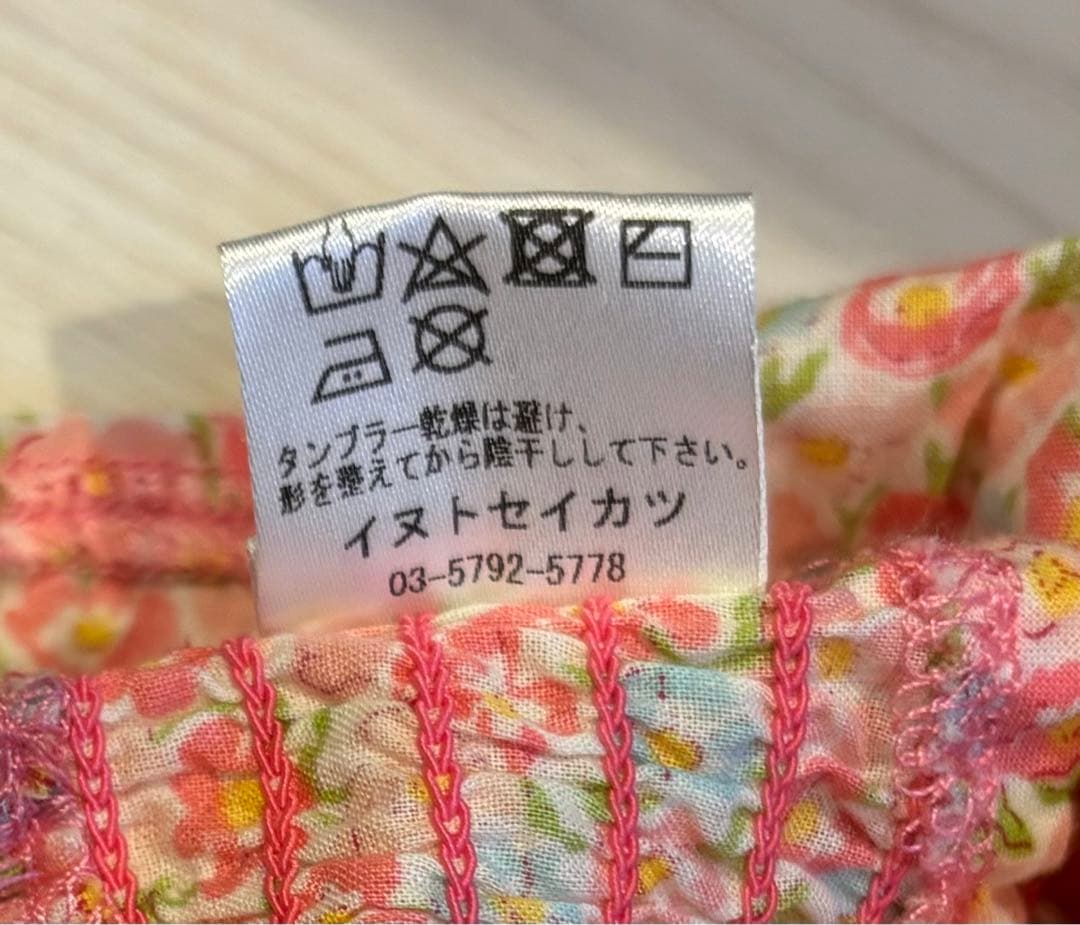 タンブラー乾燥は避け、
形を整えてから陰干しして下さい。
イヌトセイカツ
03-5792-5778